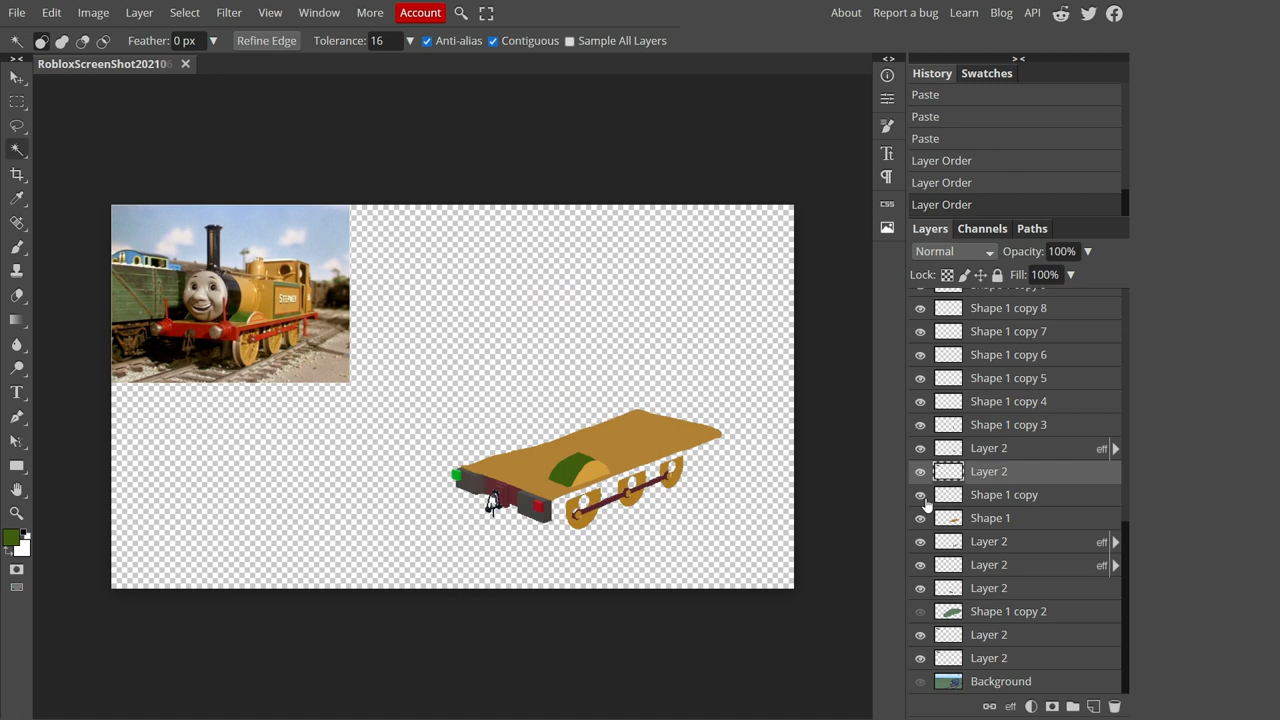 File Edit Image Layer Select Filter View Window More Account About Report a bug Learn Blog API
Feather: 0 px Refine Edge Tolerance: 16 Anti-alias Contiguous Sample All Layers
RobloxScreenShot202106
History Swatches
Paste
Paste
Paste
Layer Order
Layer Order
Layer Order
Layers Channels Paths
Normal Opacity: 100%
Lock: Fill: 100%
Shape 1 copy 8
Shape 1 copy 7
Shape 1 copy 6
Shape 1 copy 5
Shape 1 copy 4
Shape 1 copy 3
Layer 2 eff
Layer 2
Shape 1 copy
Shape 1
Layer 2 eff
Layer 2 eff
Layer 2
Shape 1 copy 2
Layer 2
Layer 2
Background
eff
CSS
STEPNEY